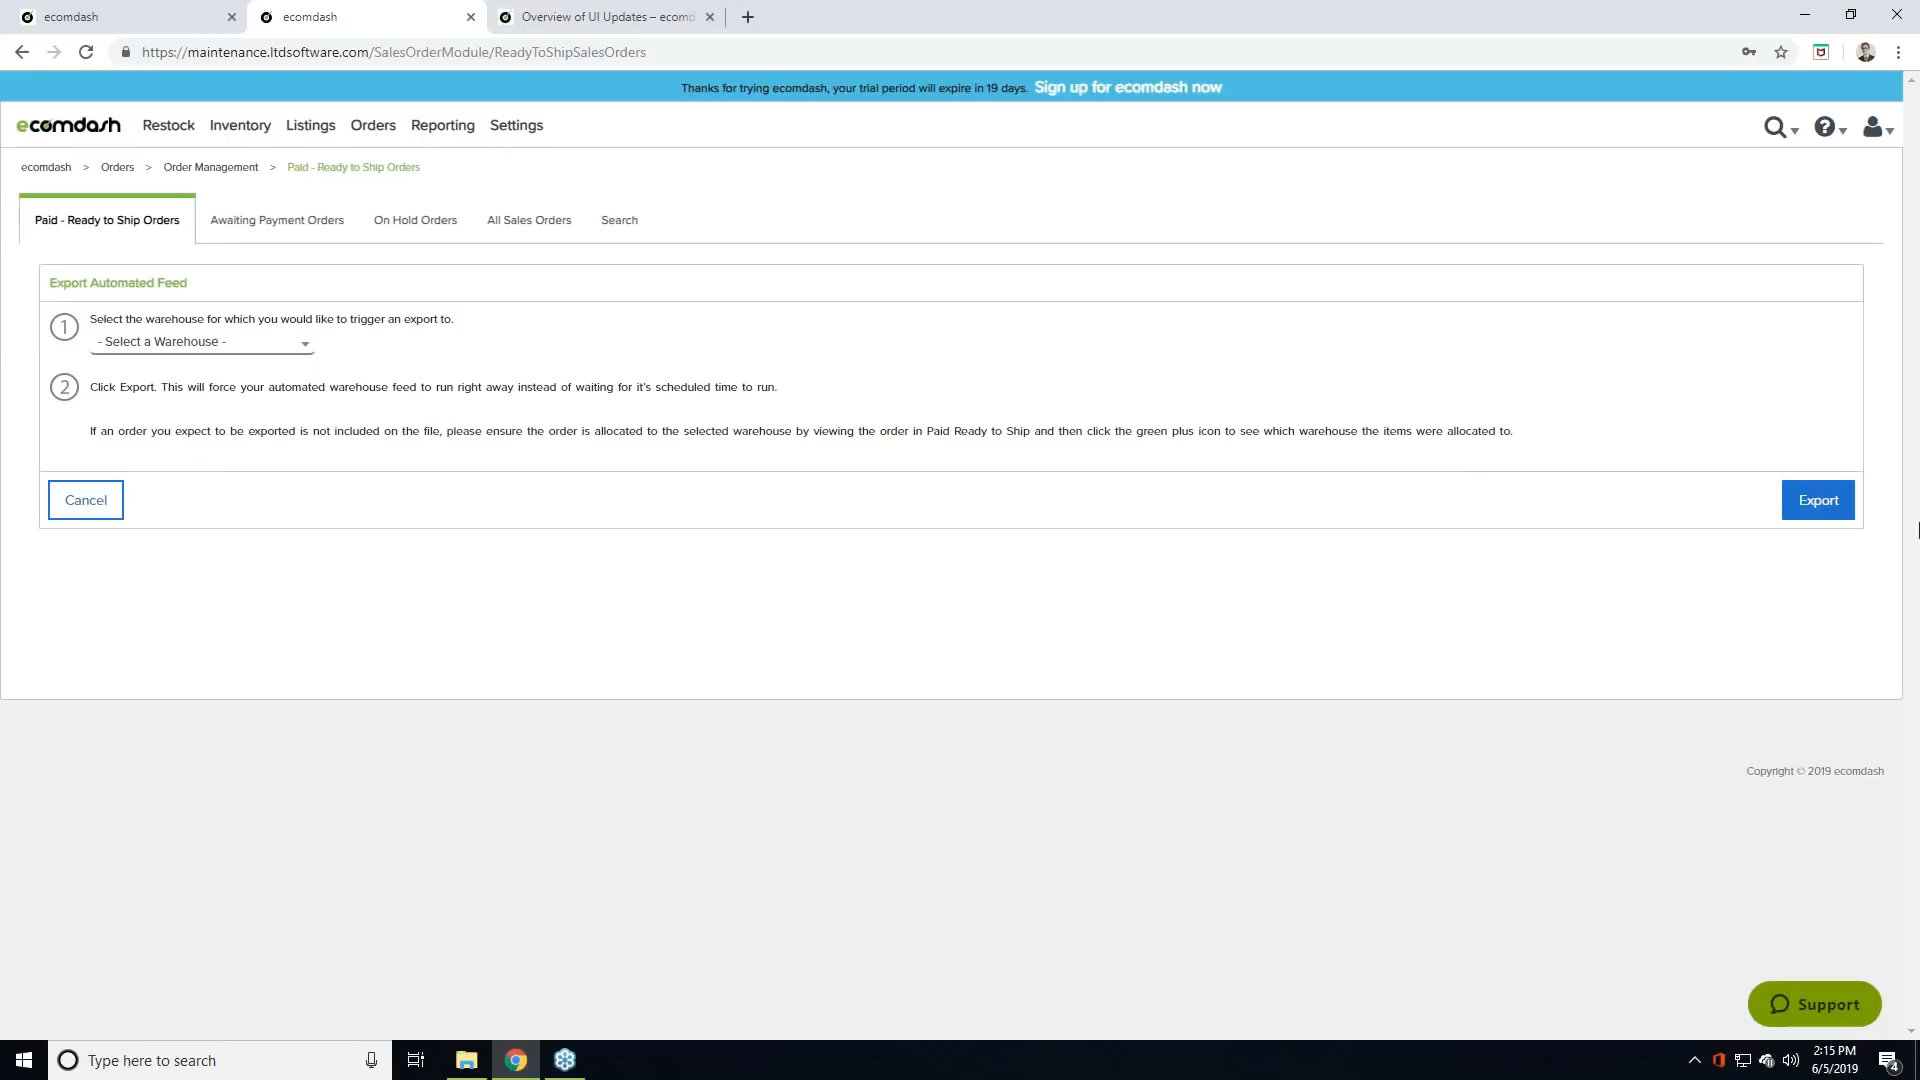 ecomdash
ecomdash
Overview of UI Updates – ecomd
https://maintenance.ltdsoftware.com/SalesOrderModule/ReadyToShipSalesOrders
Thanks for trying ecomdash, your trial period will expire in 19 days. Sign up for ecomdash now
ecomdash Restock Inventory Listings Orders Reporting Settings
ecomdash > Orders > Order Management > Paid - Ready to Ship Orders
Paid - Ready to Ship Orders Awaiting Payment Orders On Hold Orders All Sales Orders Search
Export Automated Feed
1 Select the warehouse for which you would like to trigger an export to.
- Select a Warehouse -
2 Click Export. This will force your automated warehouse feed to run right away instead of waiting for it's scheduled time to run.
If an order you expect to be exported is not included on the file, please ensure the order is allocated to the selected warehouse by viewing the order in Paid Ready to Ship and then click the green plus icon to see which warehouse the items were allocated to.
Cancel Export
Copyright © 2019 ecomdash
Support
Type here to search
2:15 PM
6/5/2019
4